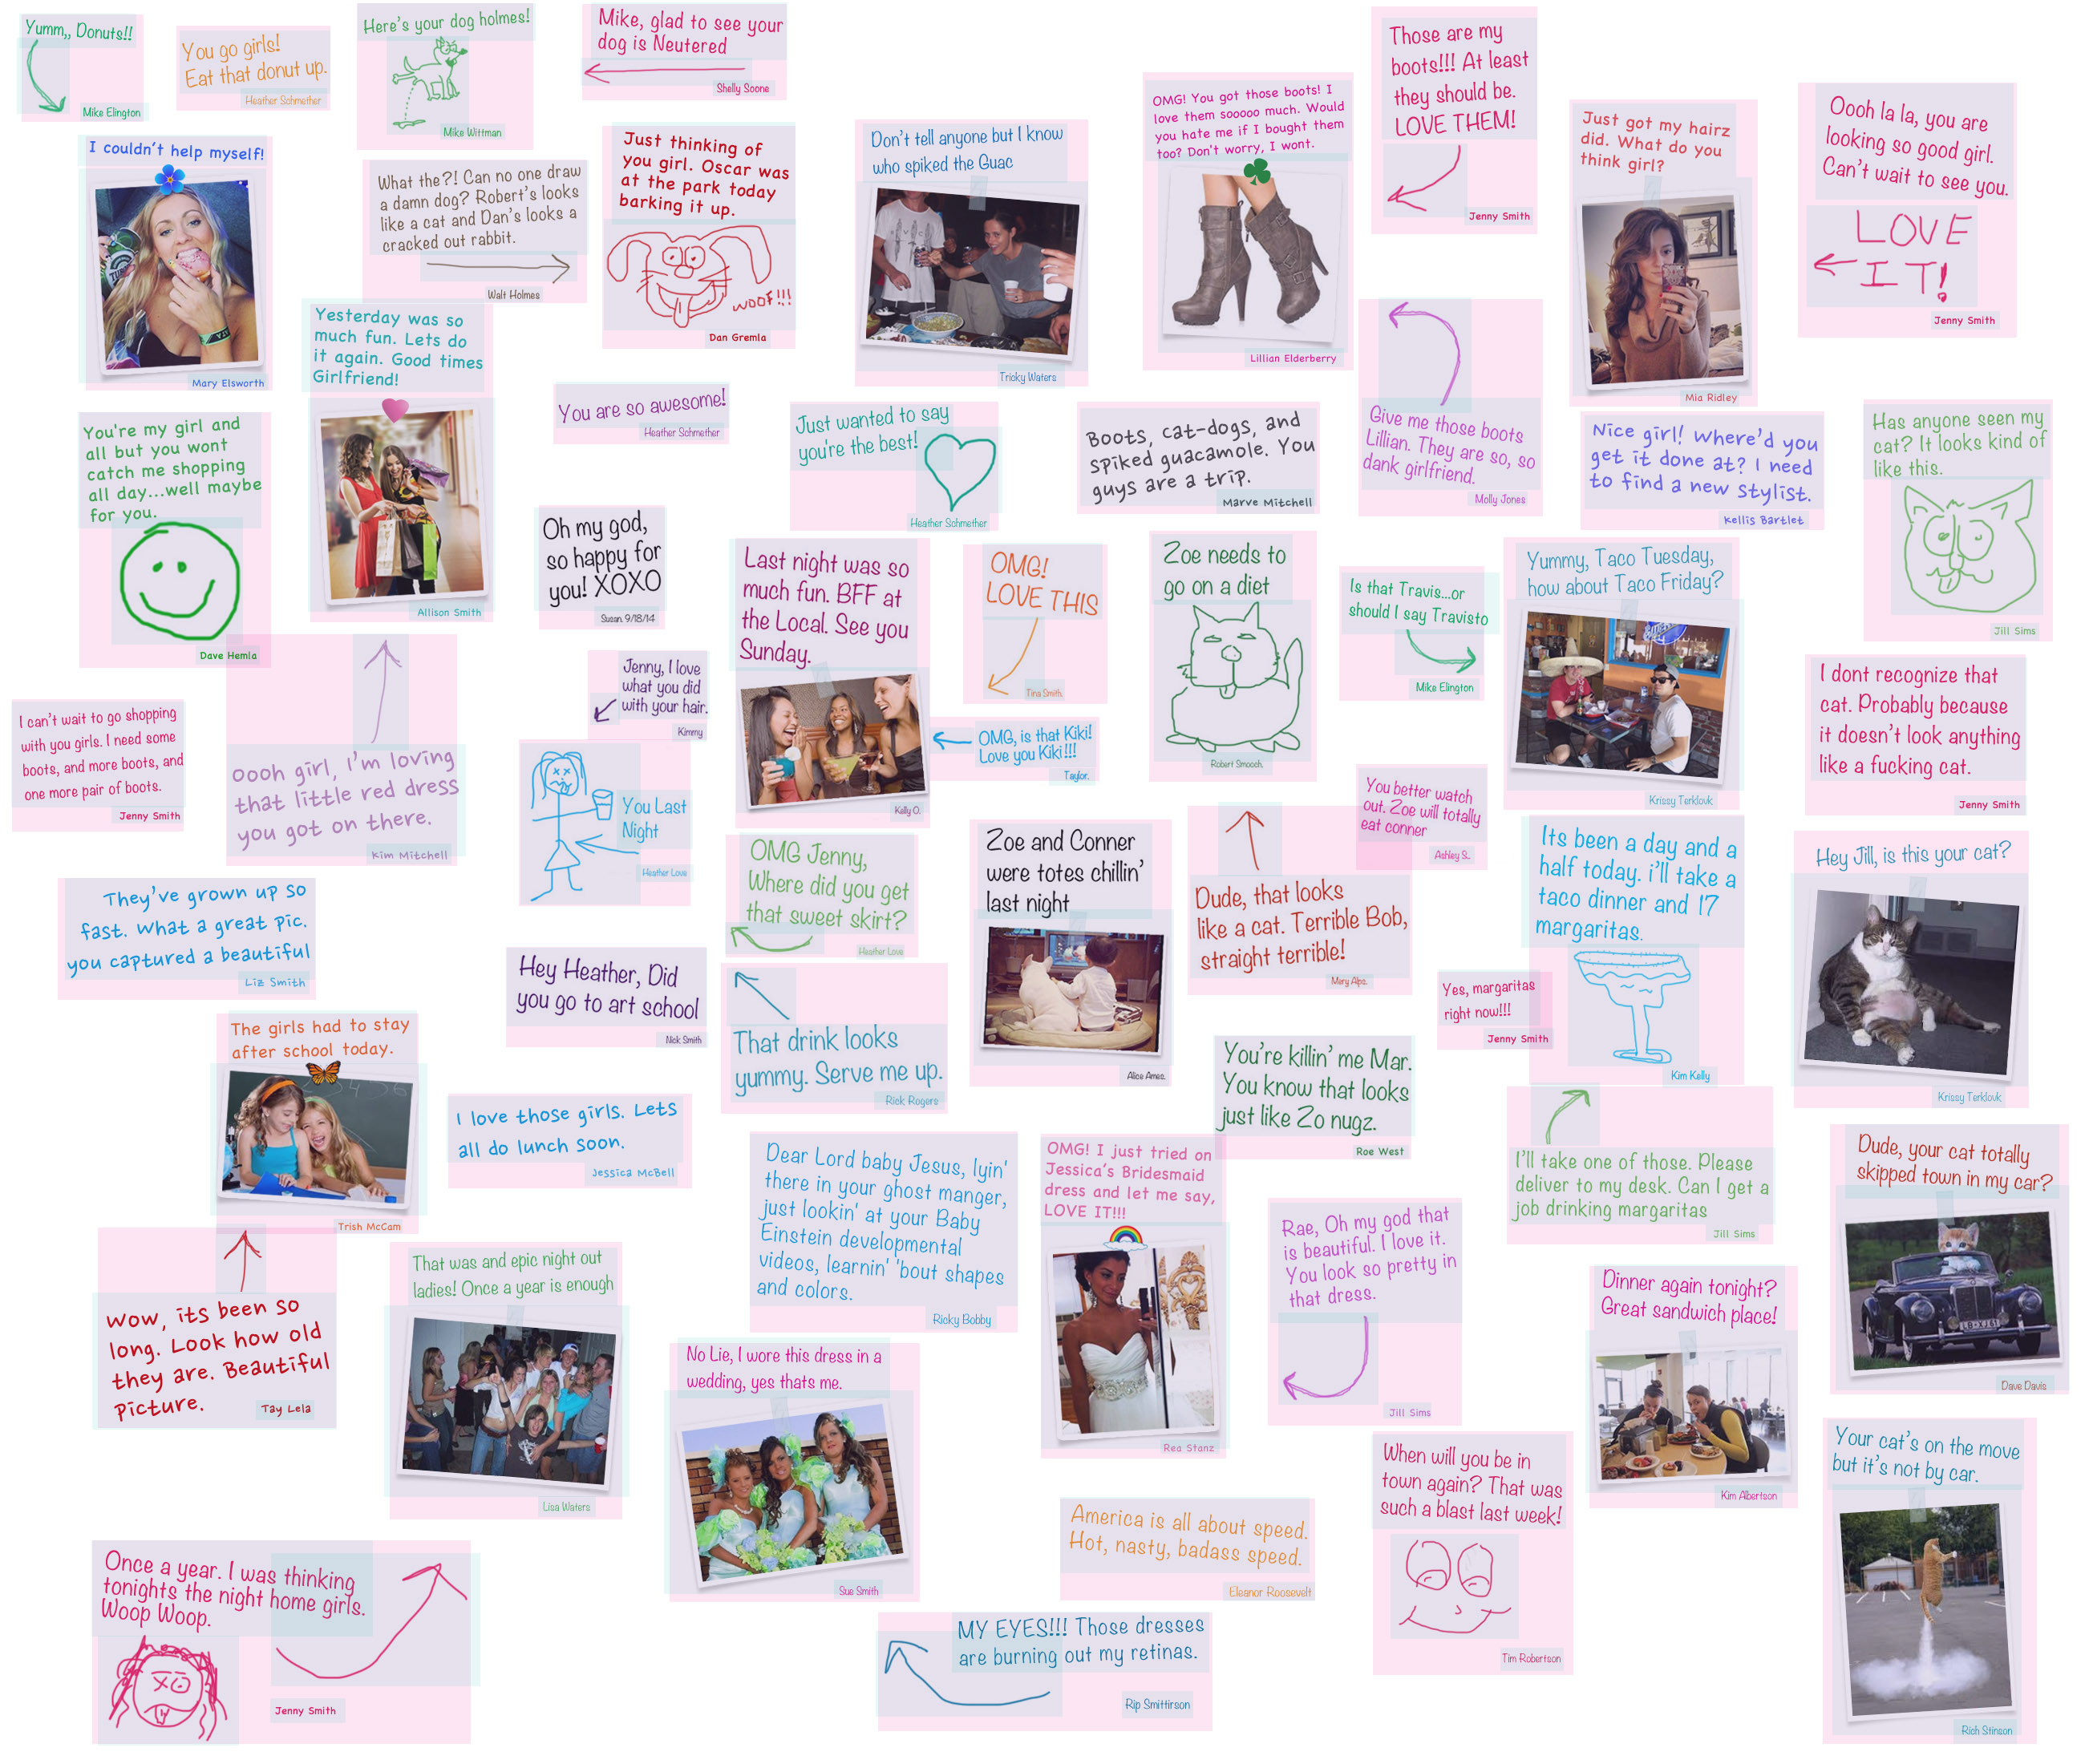 Yumm,, Donuts!!
Mike Elington
You go girls!
Eat that donut up.
Heather Schmether
Here's your dog holmes!
Mike Wittman
Mike, glad to see your
dog is Neutered
Shelly Soone
I couldn't help myself!
Mary Elsworth
What the?! Can no one draw
a damn dog? Robert's looks
like a cat and Dan's looks a
cracked out rabbit.
Walt Holmes
Just thinking of
you girl. Oscar was
at the park today
barking it up.
WOOF!!!
Dan Gremla
Don't tell anyone but I know
who spiked the Guac
Tricky Waters
OMG! You got those boots! I
love them sooooo much. Would
you hate me if I bought them
too? Don't worry, I wont.
Lillian Elderberry
Those are my
boots!!! At least
they should be.
LOVE THEM!
Jenny Smith
Just got my hairz
did. What do you
think girl?
Mia Ridley
Oooh la la, you are
looking so good girl.
Can't wait to see you.
LOVE
IT!
Jenny Smith
Yesterday was so
much fun. Lets do
it again. Good times
Girlfriend!
Allison Smith
You're my girl and
all but you wont
catch me shopping
all day...well maybe
for you.
Dave Hemla
You are so awesome!
Heather Schmether
Just wanted to say
you're the best!
Heather Schmether
Boots, cat-dogs, and
spiked guacamole. You
guys are a trip.
Marve Mitchell
Give me those boots
Lillian. They are so, so
dank girlfriend.
Molly Jones
Nice girl! Where'd you
get it done at? I need
to find a new stylist.
Kellis Bartlet
Has anyone seen my
cat? It looks kind of
like this.
Jill Sims
Oh my god,
so happy for
you! XOXO
Susan. 9/18/14
Last night was so
much fun. BFF at
the Local. See you
Sunday.
Kelly O.
OMG!
LOVE THIS
Tina Smith.
Zoe needs to
go on a diet
Robert Smooch.
Is that Travis...or
should I say Travisto
Mike Elington
Yummy, Taco Tuesday,
how about Taco Friday?
Krissy Terklovk
I dont recognize that
cat. Probably because
it doesn't look anything
like a fucking cat.
Jenny Smith
I can't wait to go shopping
with you girls. I need some
boots, and more boots, and
one more pair of boots.
Jenny Smith
Oooh girl, I'm loving
that little red dress
you got on there.
Kim Mitchell
Jenny, I love
what you did
with your hair.
Kimmy
OMG, is that Kiki!
Love you Kiki!!!
Taylor.
You Last
Night
Heather Love
OMG Jenny,
Where did you get
that sweet skirt?
Heather Love
Zoe and Conner
were totes chillin'
last night
Alice Ames.
Dude, that looks
like a cat. Terrible Bob,
straight terrible!
Mery Alps.
You better watch
out. Zoe will totally
eat conner
Ashley S..
Its been a day and a
half today. i'll take a
taco dinner and 17
margaritas.
Kim Kelly
Hey Jill, is this your cat?
Krissy Terklovk
They've grown up so
fast. What a great pic.
you captured a beautiful
Liz Smith
Hey Heather, Did
you go to art school
Nick Smith
That drink looks
yummy. Serve me up.
Rick Rogers
Yes, margaritas
right now!!!
Jenny Smith
The girls had to stay
after school today.
Trish McCam
I love those girls. Lets
all do lunch soon.
Jessica McBell
You're killin' me Mar.
You know that looks
just like Zo nugz.
Roe West
I'll take one of those. Please
deliver to my desk. Can I get a
job drinking margaritas
Jill Sims
Dude, your cat totally
skipped town in my car?
LB·XJ61
Dave Davis
Dear Lord baby Jesus, lyin'
there in your ghost manger,
just lookin' at your Baby
Einstein developmental
videos, learnin' 'bout shapes
and colors.
Ricky Bobby
OMG! I just tried on
Jessica's Bridesmaid
dress and let me say,
LOVE IT!!!
Rea Stanz
Rae, Oh my god that
is beautiful. I love it.
You look so pretty in
that dress.
Jill Sims
Wow, its been so
long. Look how old
they are. Beautiful
Picture.
Tay Lela
That was and epic night out
ladies! Once a year is enough
Lisa Waters
No Lie, I wore this dress in a
wedding, yes thats me.
Sue Smith
Dinner again tonight?
Great sandwich place!
Kim Albertson
Your cat's on the move
but it's not by car.
Rich Stinson
When will you be in
town again? That was
such a blast last week!
Tim Robertson
America is all about speed.
Hot, nasty, badass speed.
Eleanor Roosevelt
Once a year. I was thinking
tonights the night home girls.
Woop Woop.
Jenny Smith
MY EYES!!! Those dresses
are burning out my retinas.
Rip Smittirson